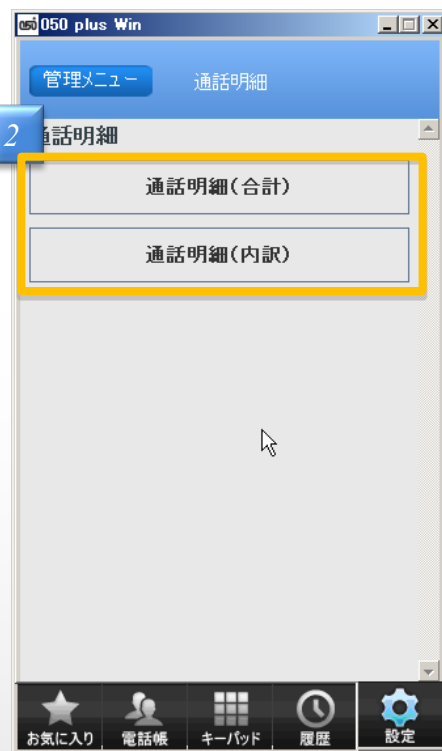 050 plus Win
管理メニュー 通話明細
2
通話明細
通話明細(合計)
通話明細(内訳)
お気に入り 電話帳 キーパッド 履歴 設定